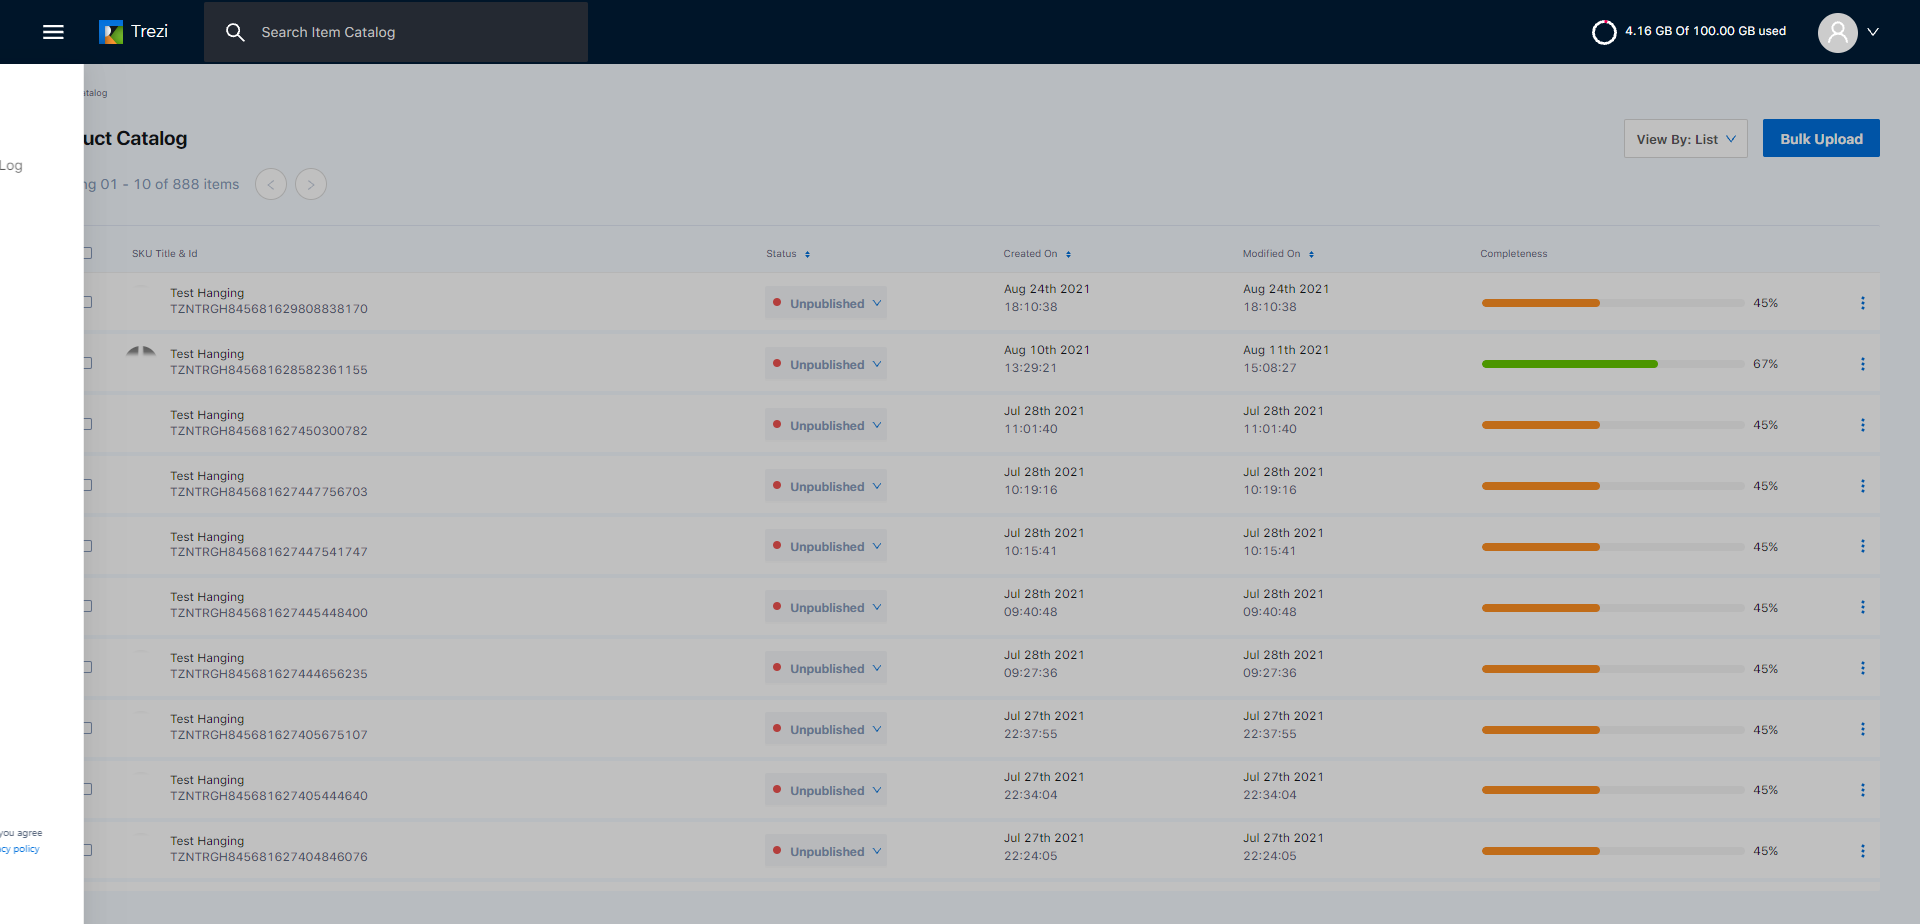 Trezi
Search Item Catalog
4.16 GB Of 100.00 GB used
Log
you agree
policy
Catalog
View By: List
Bulk Upload
01 - 10 of 888 items
SKU Title & Id
Status
Created On
Modified On
Completeness
Test Hanging
TZNTRGH845681629808838170
Unpublished
Aug 24th 2021
18:10:38
Aug 24th 2021
18:10:38
45%
Test Hanging
TZNTRGH845681628582361155
Unpublished
Aug 10th 2021
13:29:21
Aug 11th 2021
15:08:27
67%
Test Hanging
TZNTRGH845681627450300782
Unpublished
Jul 28th 2021
11:01:40
Jul 28th 2021
11:01:40
45%
Test Hanging
TZNTRGH845681627447756703
Unpublished
Jul 28th 2021
10:19:16
Jul 28th 2021
10:19:16
45%
Test Hanging
TZNTRGH845681627447541747
Unpublished
Jul 28th 2021
10:15:41
Jul 28th 2021
10:15:41
45%
Test Hanging
TZNTRGH845681627445448400
Unpublished
Jul 28th 2021
09:40:48
Jul 28th 2021
09:40:48
45%
Test Hanging
TZNTRGH845681627444656235
Unpublished
Jul 28th 2021
09:27:36
Jul 28th 2021
09:27:36
45%
Test Hanging
TZNTRGH845681627405675107
Unpublished
Jul 27th 2021
22:37:55
Jul 27th 2021
22:37:55
45%
Test Hanging
TZNTRGH845681627405444640
Unpublished
Jul 27th 2021
22:34:04
Jul 27th 2021
22:34:04
45%
Test Hanging
TZNTRGH845681627404846076
Unpublished
Jul 27th 2021
22:24:05
Jul 27th 2021
22:24:05
45%